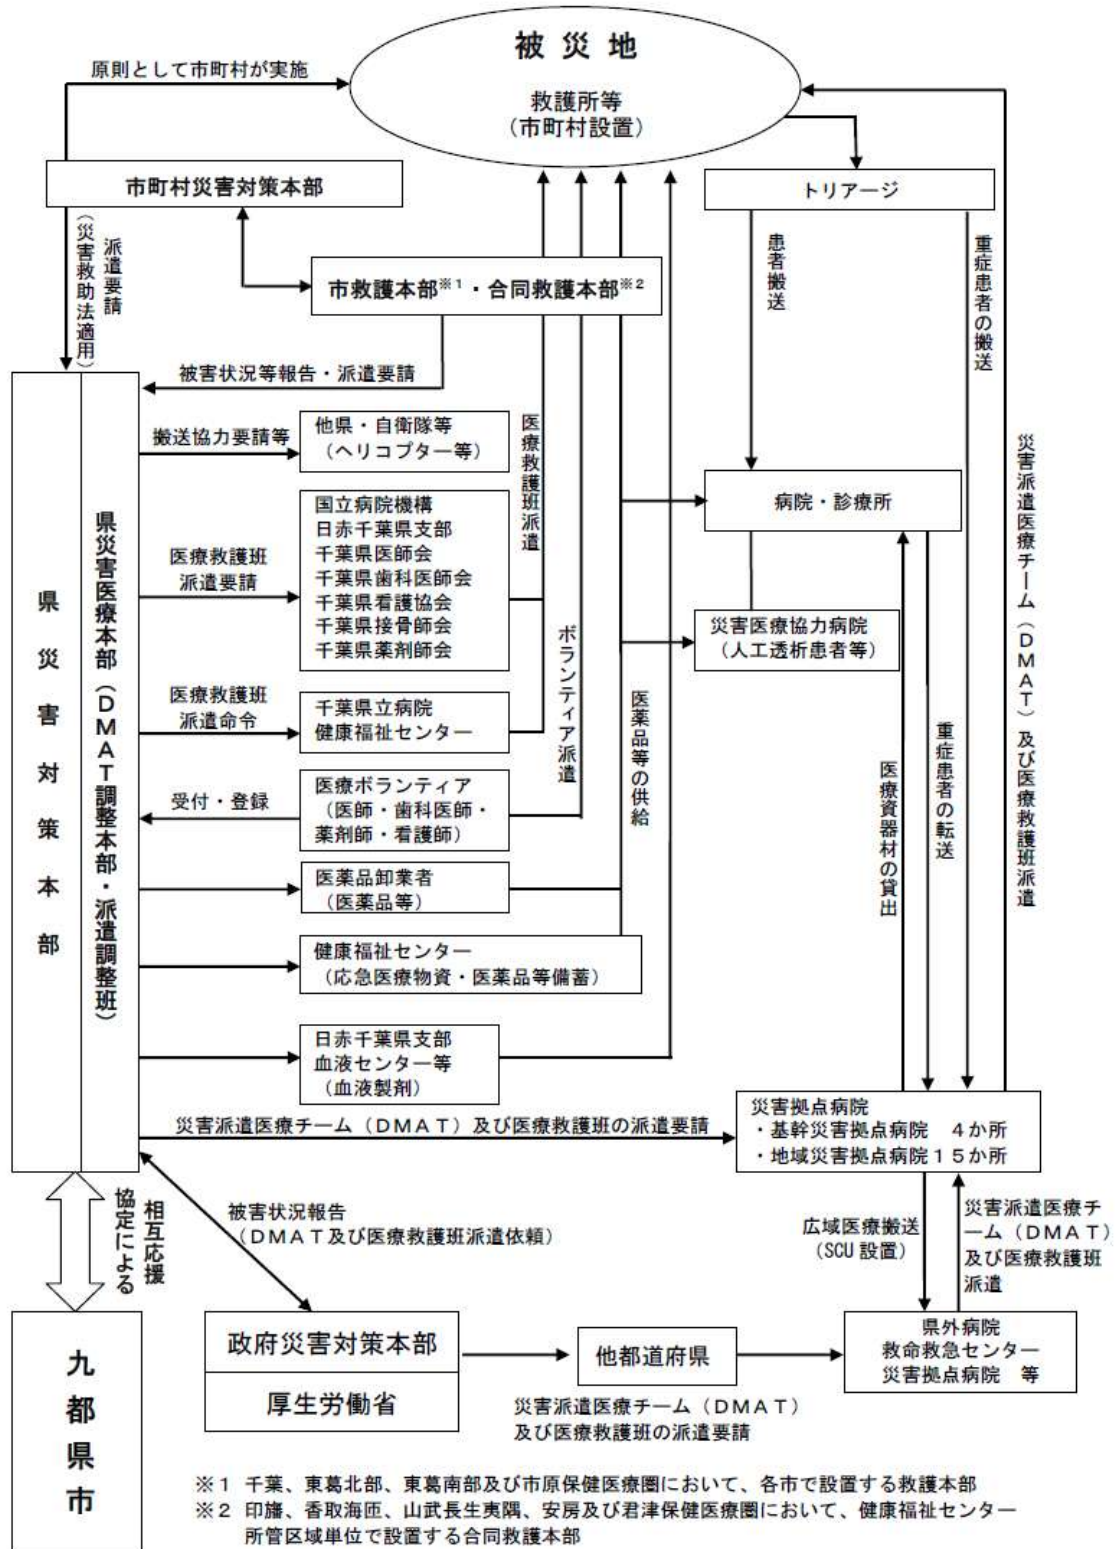 被災地
救護所等
（市町村設置）
原則として市町村が実施
市町村災害対策本部
トリアージ
派遣要請
（災害救助法適用）
市救護本部※１・合同救護本部※２
患者搬送
重症患者の搬送
被害状況等報告・派遣要請
搬送協力要請等
他県・自衛隊等
（ヘリコプター等）
医療救護班派遣
災害派遣医療チーム（ＤＭＡＴ）及び医療救護班派遣
病院・診療所
県災害対策本部
県災害医療本部（ＤＭＡＴ調整本部・派遣調整班）
医療救護班
派遣要請
国立病院機構
日赤千葉県支部
千葉県医師会
千葉県歯科医師会
千葉県看護協会
千葉県接骨師会
千葉県薬剤師会
ボランティア派遣
災害医療協力病院
（人工透析患者等）
医療救護班
派遣命令
千葉県立病院
健康福祉センター
医薬品等の供給
医療資器材の貸出
重症患者の転送
受付・登録
医療ボランティア
（医師・歯科医師・
薬剤師・看護師）
医薬品卸業者
（医薬品等）
健康福祉センター
（応急医療物資・医薬品等備蓄）
日赤千葉県支部
血液センター等
（血液製剤）
災害派遣医療チーム（ＤＭＡＴ）及び医療救護班の派遣要請
災害拠点病院
・基幹災害拠点病院　４か所
・地域災害拠点病院１５か所
相互応援
協定による
被害状況報告
（ＤＭＡＴ及び医療救護班派遣依頼）
広域医療搬送
（SCU 設置）
災害派遣医療チ
ーム（ＤＭＡＴ）
及び医療救護班
派遣
九都県市
政府災害対策本部
厚生労働省
他都道府県
県外病院
救命救急センター
災害拠点病院　等
災害派遣医療チーム（ＤＭＡＴ）
及び医療救護班の派遣要請
※１　千葉、東葛北部、東葛南部及び市原保健医療圏において、各市で設置する救護本部
※２　印旛、香取海匝、山武長生夷隅、安房及び君津保健医療圏において、健康福祉センター
所管区域単位で設置する合同救護本部